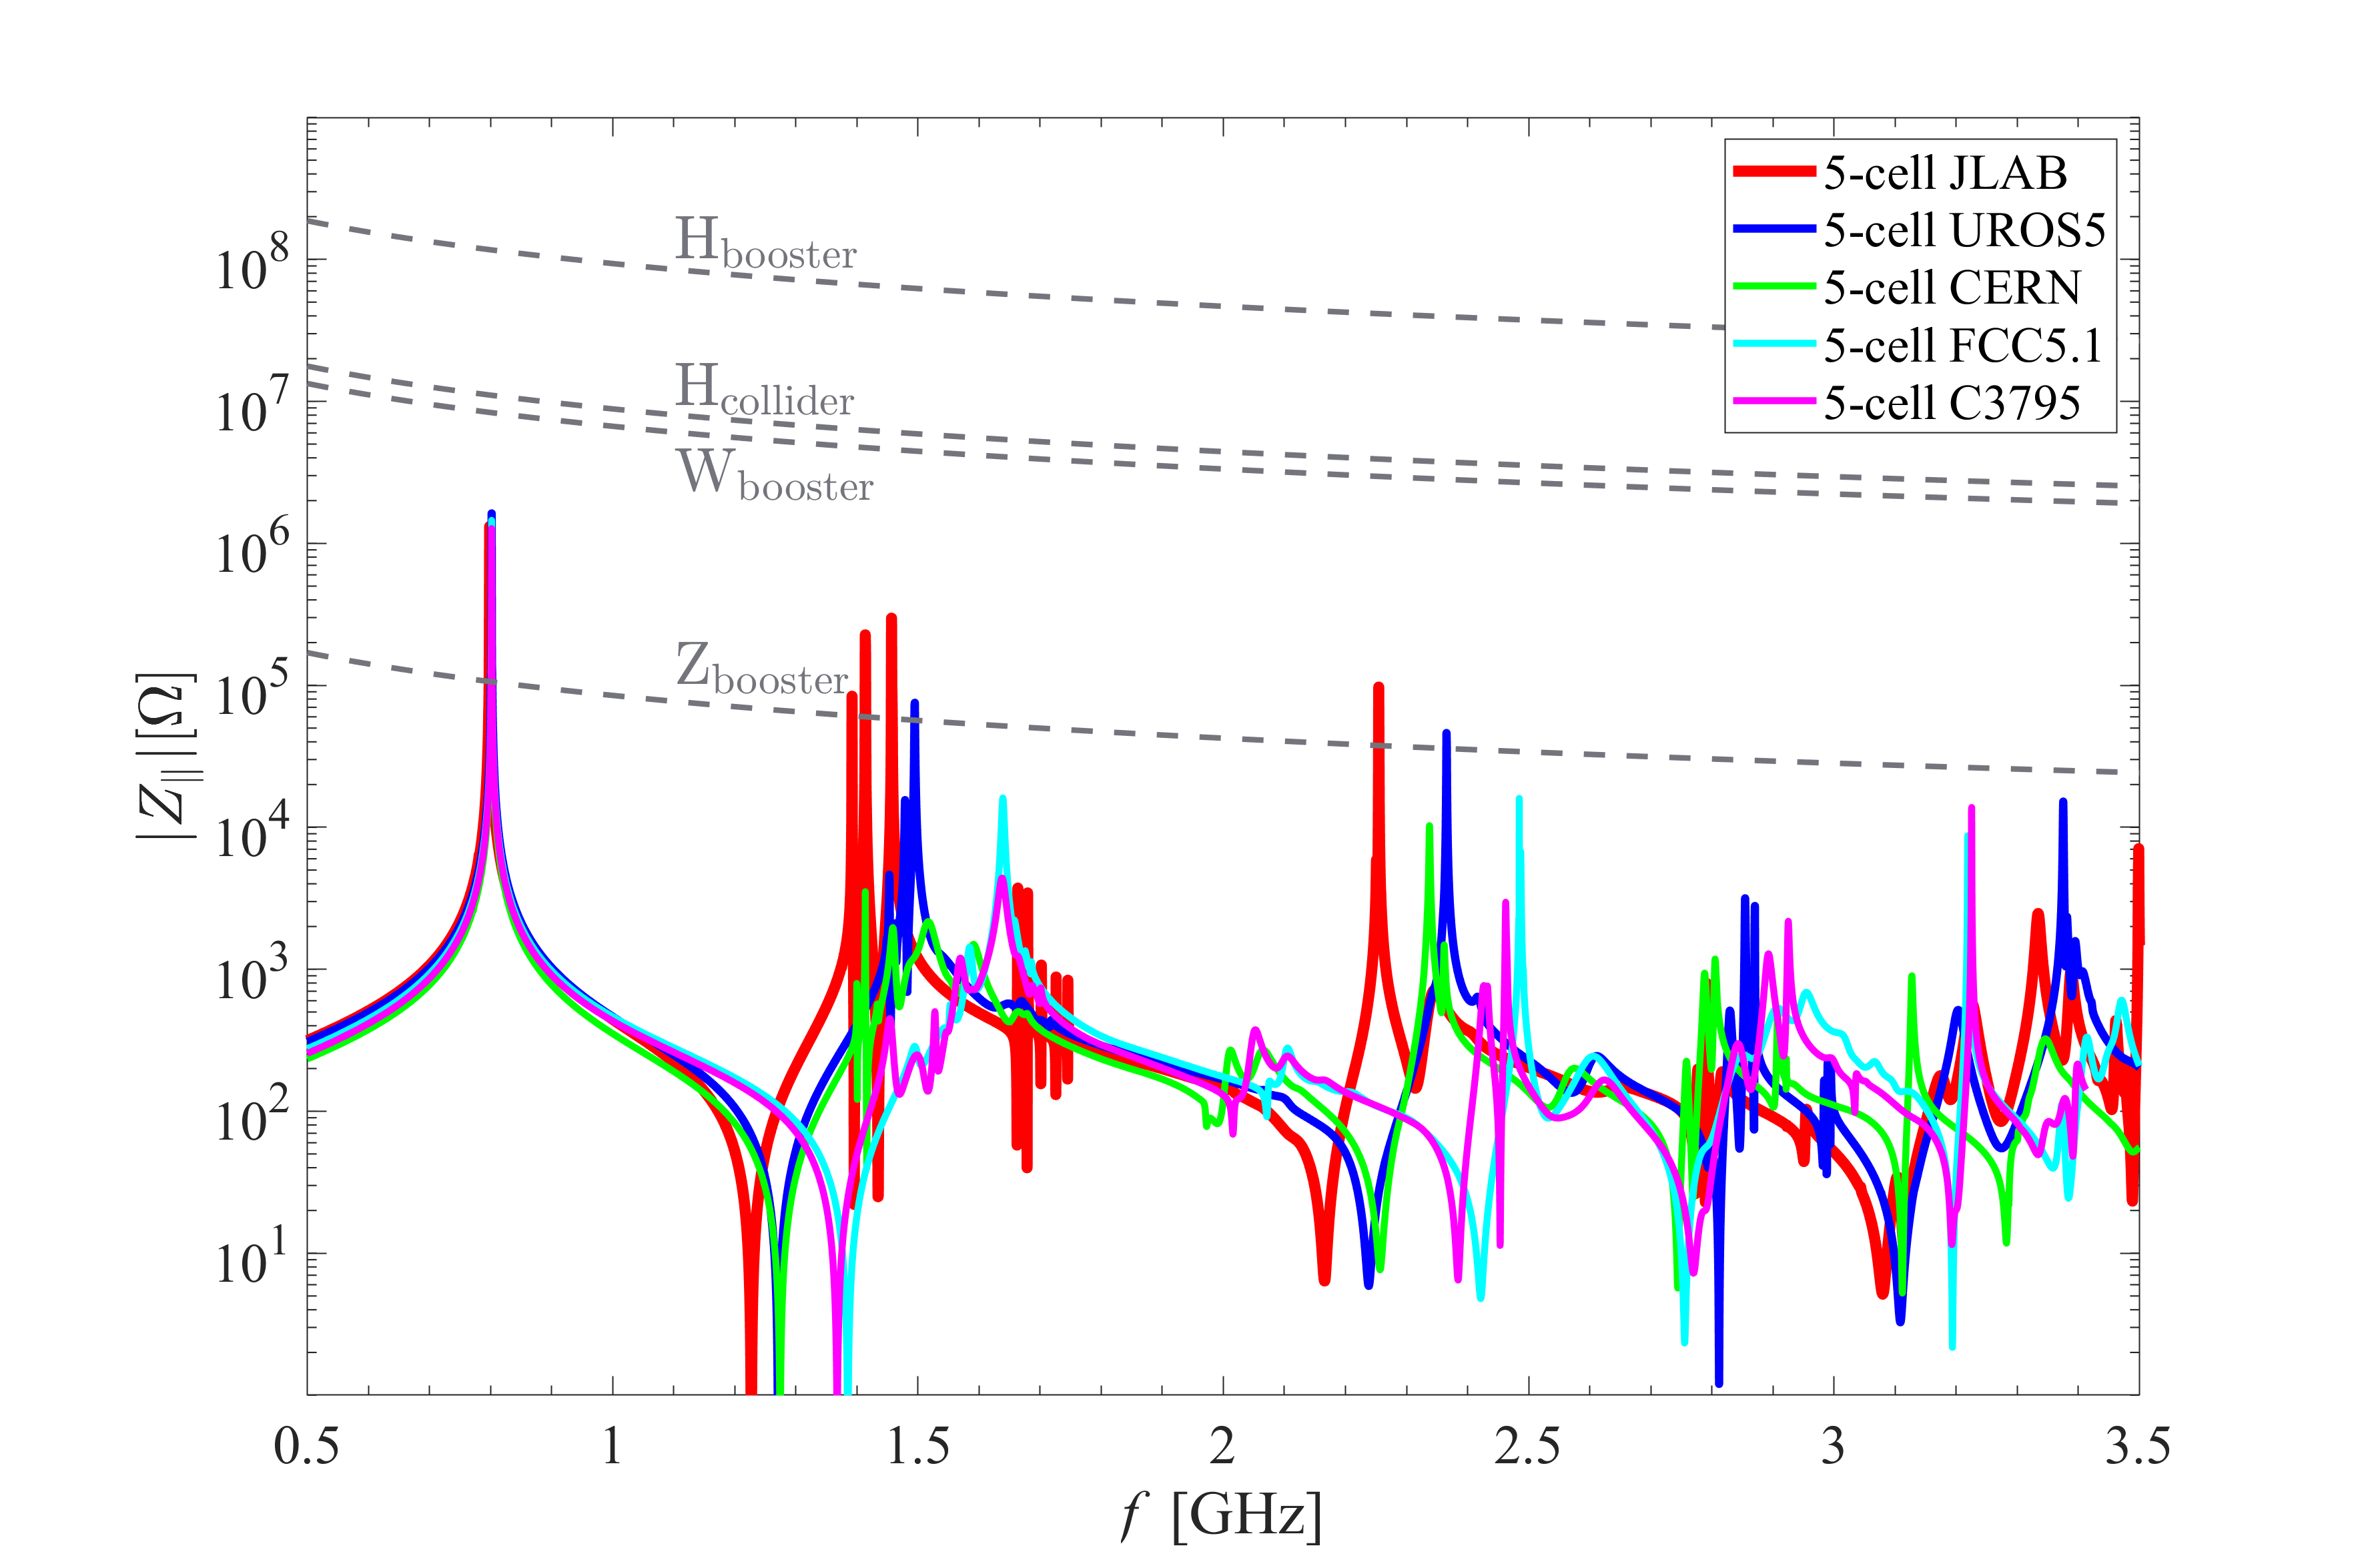 5-cell JLAB
5-cell UROS5
5-cell CERN
5-cell FCC5.1
5-cell C3795
H_booster
H_collider
W_booster
Z_booster
10^8
10^7
10^6
10^5
10^4
10^3
10^2
10^1
|Z_|||[Ω]
0.5 1 1.5 2 2.5 3 3.5
f [GHz]